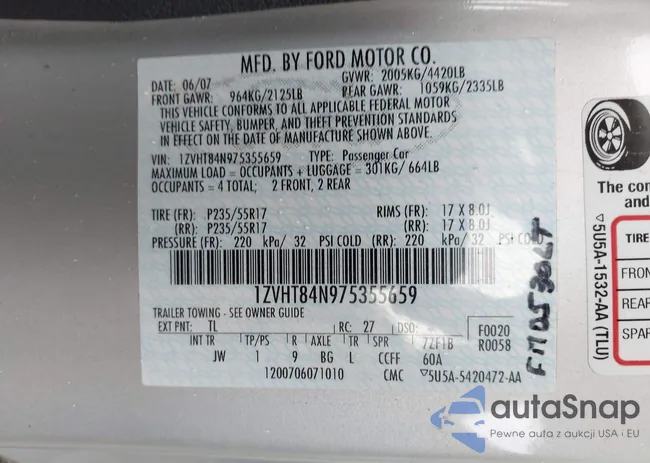 MFD. BY FORD MOTOR CO.
DATE: 06/07 GVWR: 2005KG/4420LB
FRONT GAWR: 964KG/2125LB REAR GAWR: 1059KG/2335LB
THIS VEHICLE CONFORMS TO ALL APPLICABLE FEDERAL MOTOR
VEHICLE SAFETY, BUMPER, AND THEFT PREVENTION STANDARDS
IN EFFECT ON THE DATE OF MANUFACTURE SHOWN ABOVE.
VIN: 1ZVHT84N975355659 TYPE: Passenger Car
MAXIMUM LOAD = OCCUPANTS + LUGGAGE = 301KG/ 664LB
OCCUPANTS = 4 TOTAL; 2 FRONT, 2 REAR
TIRE (FR): P235/55R17 RIMS (FR): 17 X 8.0J
(RR): P235/55R17 (RR): 17 X 8.0J
PRESSURE (FR): 220 kPa/ 32 PSI COLD (RR): 220 kPa/ 32 PSI COLD
1ZVHT84N975355659
TRAILER TOWING - SEE OWNER GUIDE
EXT PNT: TL RC: 27 DSO: F0020
INT TR TP/PS R AXLE TR SPR 7ZF1B R0058
JW 1 9 BG L CCFF 60A
1200706071010 CMC ▽5U5A-5420472-AA
The con
and
▽5U5A-1532-AA (TLU)
TIRE
FRON
REAR
SPAR
autaSnap
Pewne auta z aukcji USA i EU